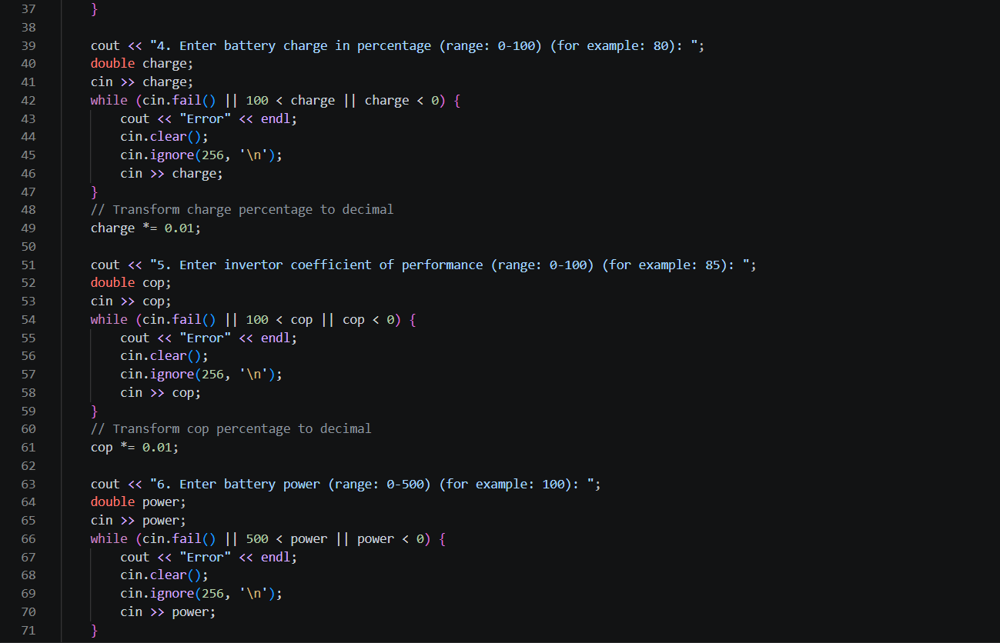 37 }
38
39 cout << "4. Enter battery charge in percentage (range: 0-100) (for example: 80): ";
40 double charge;
41 cin >> charge;
42 while (cin.fail() || 100 < charge || charge < 0) {
43 cout << "Error" << endl;
44 cin.clear();
45 cin.ignore(256, '\n');
46 cin >> charge;
47 }
48 // Transform charge percentage to decimal
49 charge *= 0.01;
50
51 cout << "5. Enter invertor coefficient of performance (range: 0-100) (for example: 85): ";
52 double cop;
53 cin >> cop;
54 while (cin.fail() || 100 < cop || cop < 0) {
55 cout << "Error" << endl;
56 cin.clear();
57 cin.ignore(256, '\n');
58 cin >> cop;
59 }
60 // Transform cop percentage to decimal
61 cop *= 0.01;
62
63 cout << "6. Enter battery power (range: 0-500) (for example: 100): ";
64 double power;
65 cin >> power;
66 while (cin.fail() || 500 < power || power < 0) {
67 cout << "Error" << endl;
68 cin.clear();
69 cin.ignore(256, '\n');
70 cin >> power;
71 }